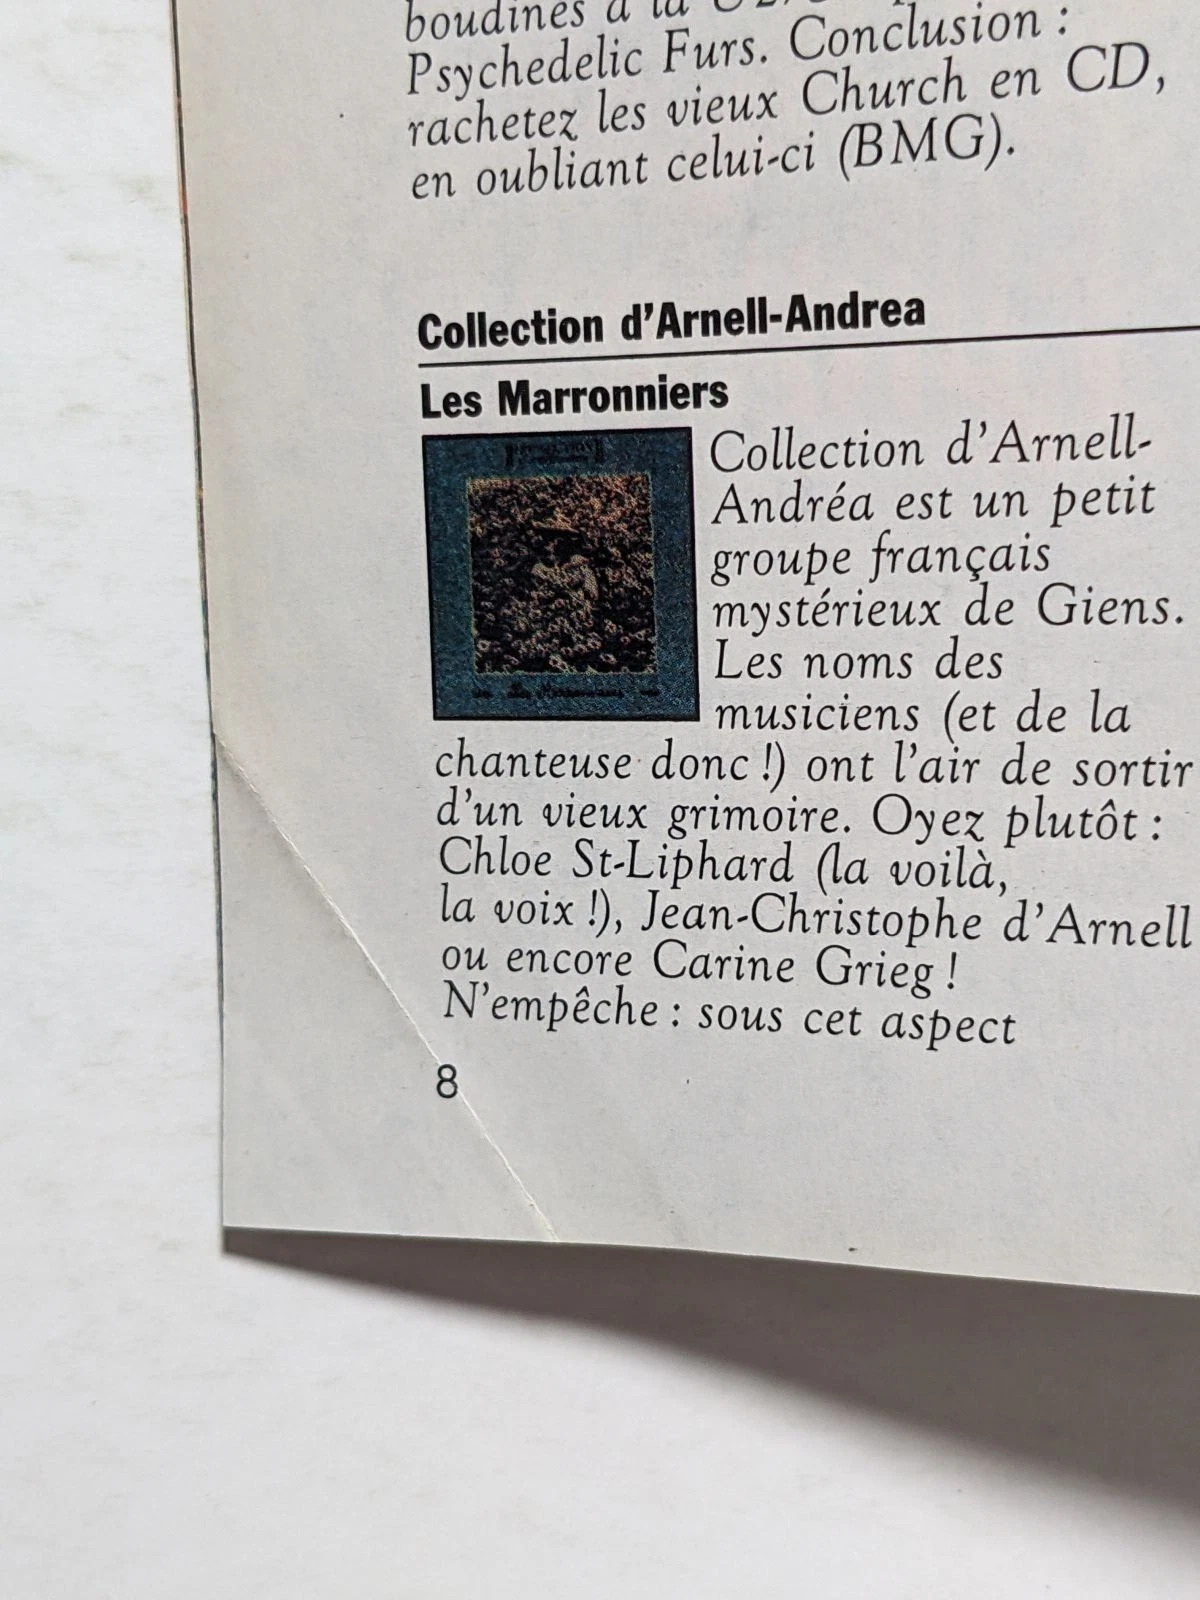 boudinés à la
Psychedelic Furs. Conclusion :
rachetez les vieux Church en CD,
en oubliant celui-ci (BMG).
Collection d'Arnell-Andrea
Les Marronniers
Collection d'Arnell-
Andréa est un petit
groupe français
mystérieux de Giens.
Les noms des
musiciens (et de la
chanteuse donc !) ont l'air de sortir
d'un vieux grimoire. Oyez plutôt :
Chloe St-Liphard (la voilà,
la voix !), Jean-Christophe d'Arnell
ou encore Carine Grieg !
N'empêche : sous cet aspect
8